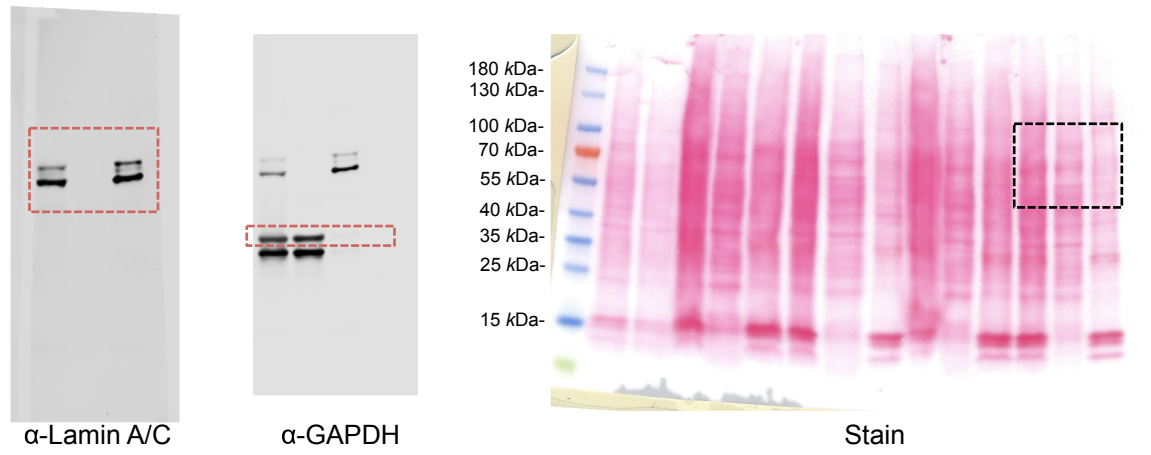 180 kDa-
130 kDa-
100 kDa-
70 kDa-
55 kDa-
40 kDa-
35 kDa-
25 kDa-
15 kDa-
α-Lamin A/C
α-GAPDH
Stain